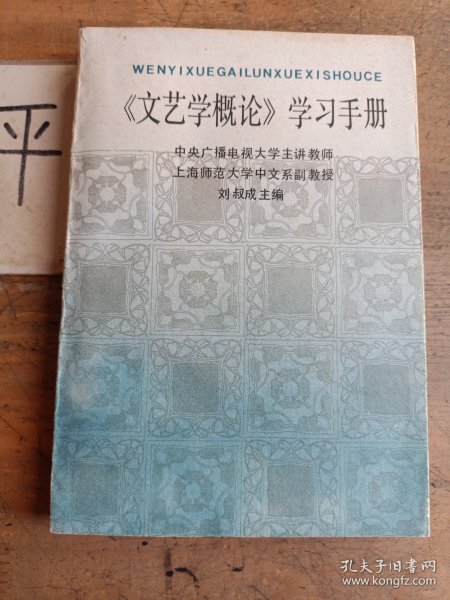 WENYIXUEGAILUNXUEXISHOUCE
《文艺学概论》学习手册
中央广播电视大学主讲教师
上海师范大学中文系副教授
刘叔成主编
平
孔夫子旧书网
www.kongfz.com